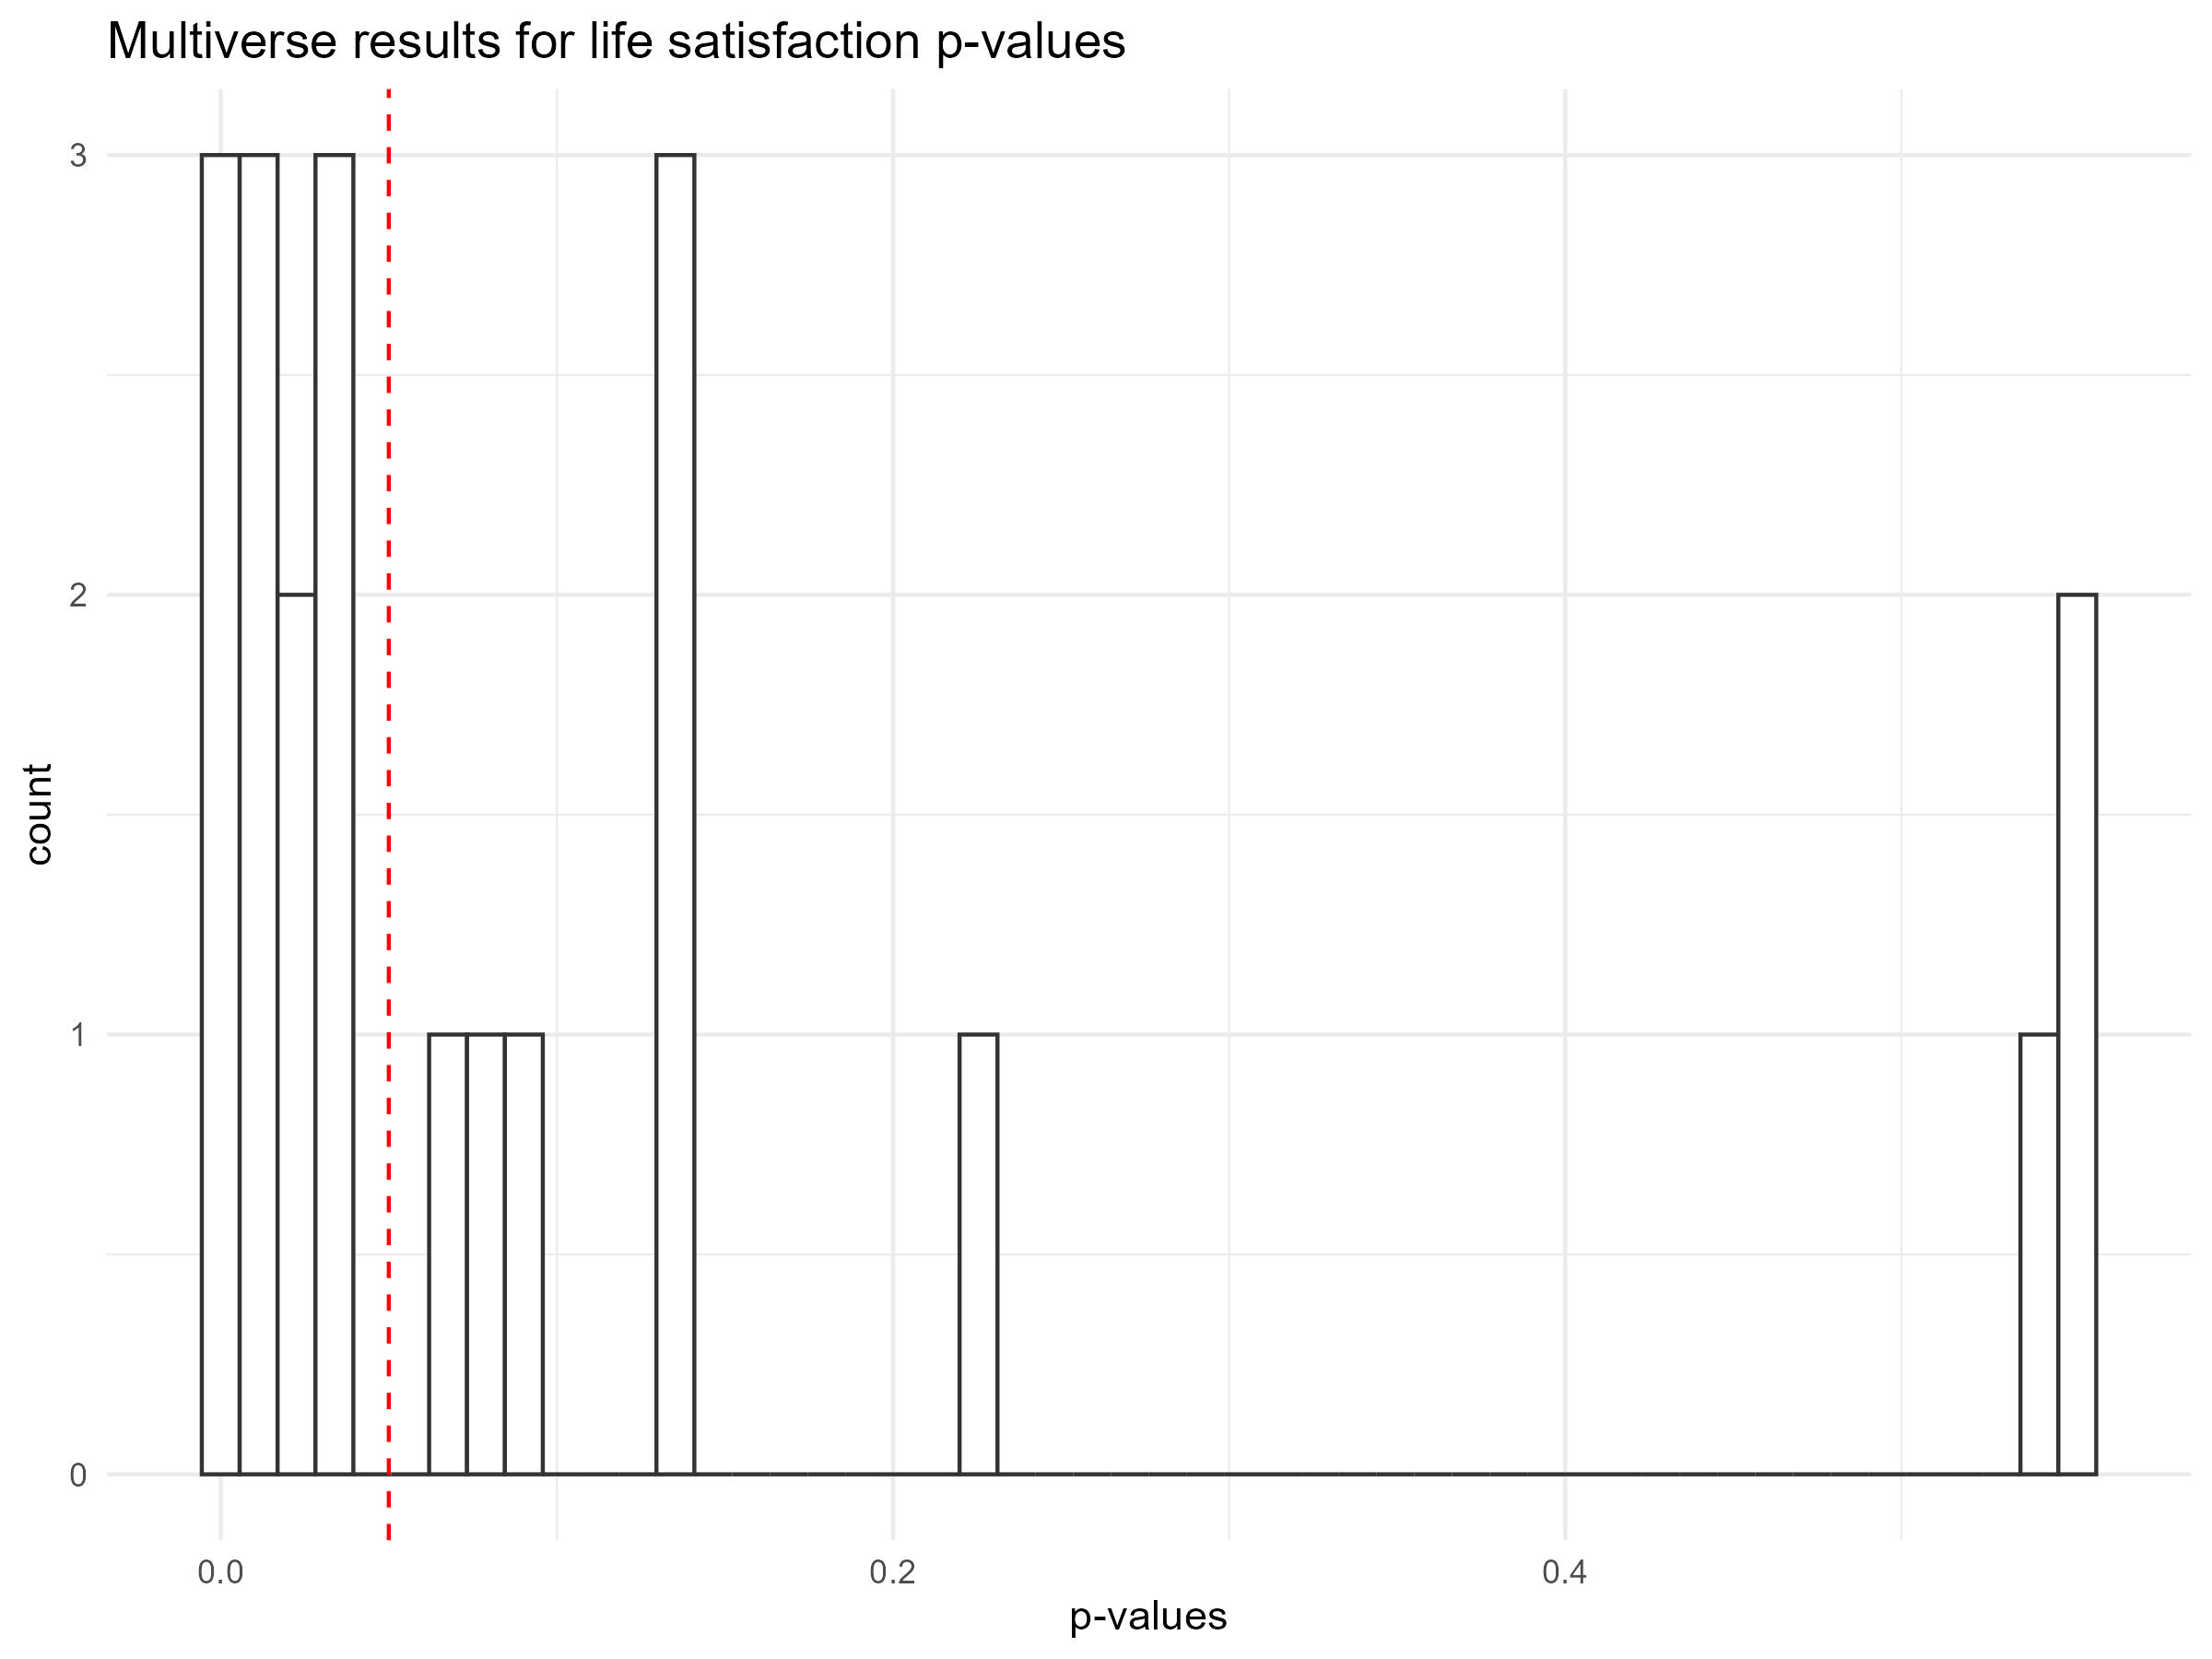 Multiverse results for life satisfaction p-values
3
2
1
0
count
0.0
0.2
0.4
p-values